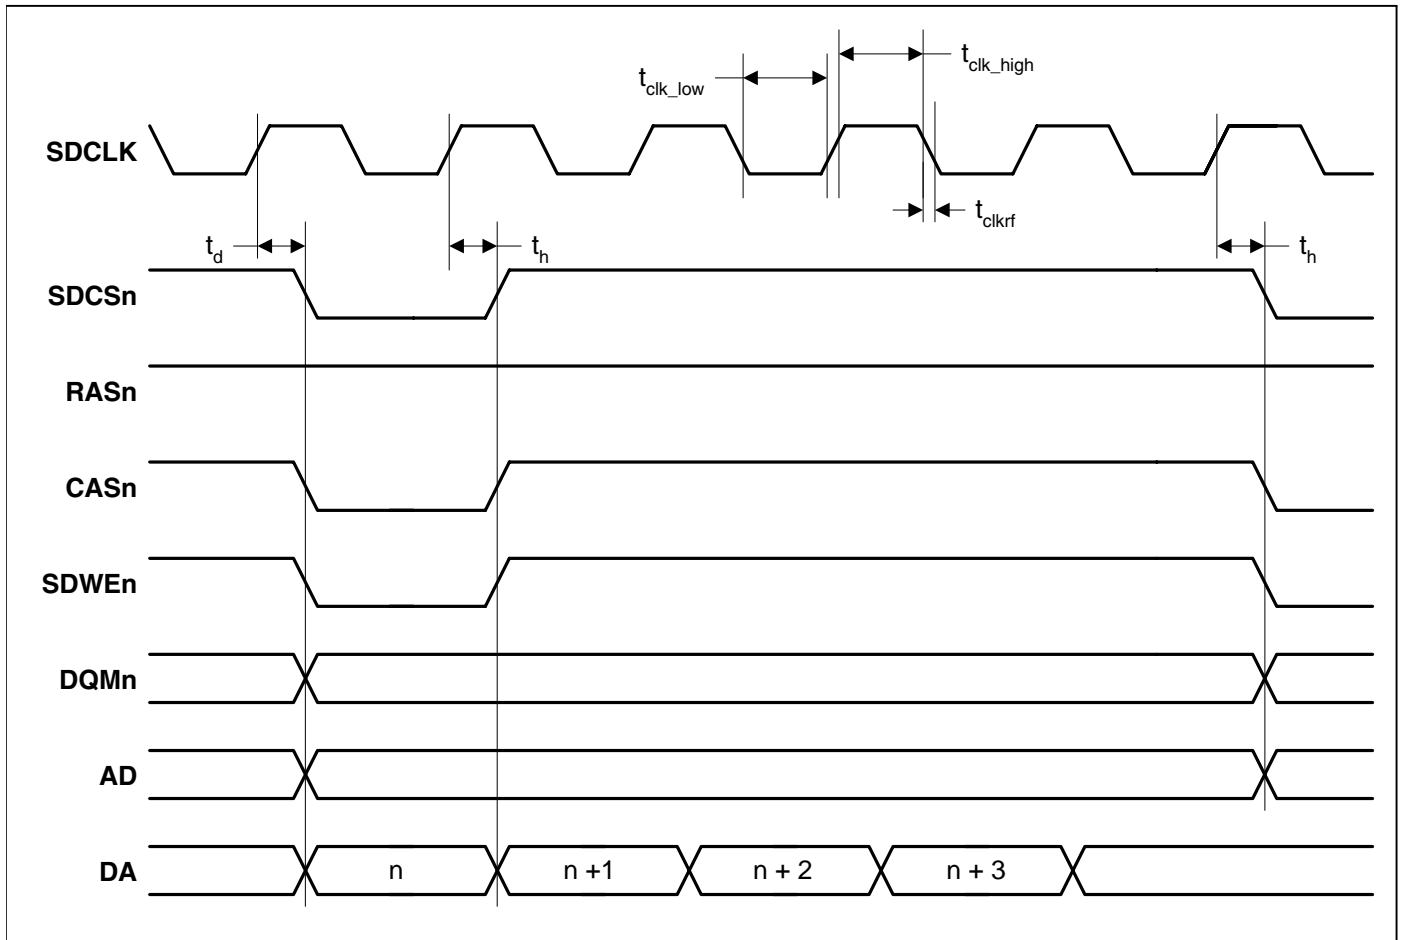 t_clk_high
t_clk_low
SDCLK
t_clkrf
t_d
t_h
t_h
SDCSn
RASn
CASn
SDWEn
DQMn
AD
DA
n
n +1
n + 2
n + 3